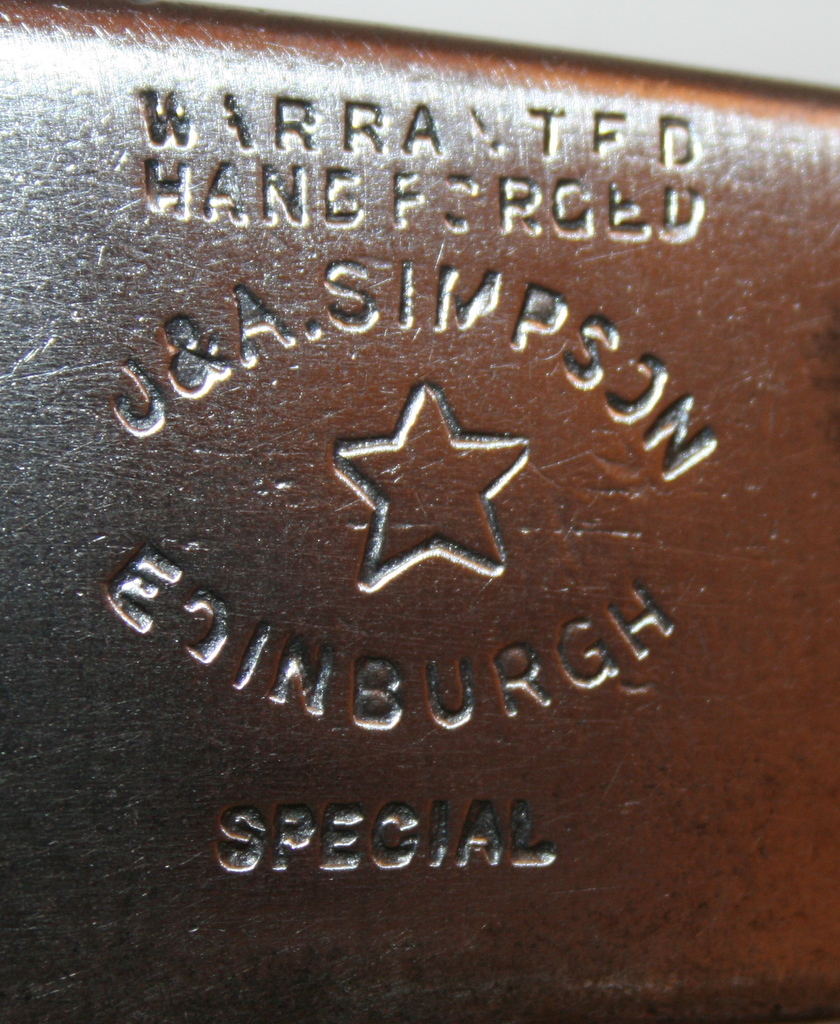 WARRANTED
HAND FORGED
J&A. SIMPSON
EDINBURGH
SPECIAL